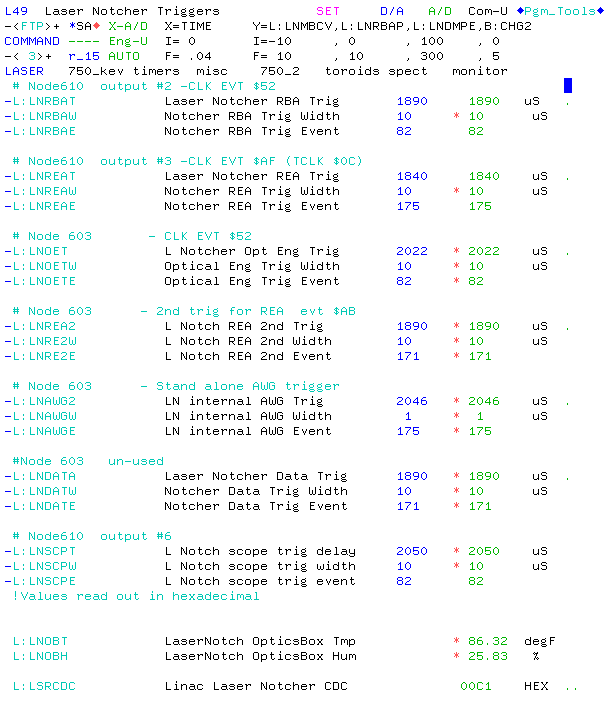 L49 Laser Notcher Triggers SET D/A A/D Com-U ◆Pgm_Tools◆
-<FTP>+ *SA◆ X-A/D X=TIME Y=L:LNMBCV,L:LNRBAP,L:LNDMPE,B:CHG2
COMMAND ---- Eng-U I= 0 I=-10 , 0 , 100 , 0
-< 3>+ r_15 AUTO F= .04 F= 10 , 10 , 300 , 5
LASER 750_kev timers misc 750_2 toroids spect monitor
# Node610 output #2 -CLK EVT $52
-L:LNRBAT Laser Notcher RBA Trig 1890 1890 uS .
-L:LNRBAW Notcher RBA Trig Width 10 * 10 uS
-L:LNRBAE Notcher RBA Trig Event 82 82
# Node610 output #3 -CLK EVT $AF (TCLK $0C)
-L:LNREAT Laser Notcher REA Trig 1840 1840 uS .
-L:LNREAW Notcher REA Trig Width 10 * 10 uS
-L:LNREAE Notcher REA Trig Event 175 175
# Node 603 - CLK EVT $52
-L:LNOET L Notcher Opt Eng Trig 2022 * 2022 uS .
-L:LNOETW Optical Eng Trig Width 10 * 10 uS
-L:LNOETE Optical Eng Trig Event 82 * 82
# Node 603 - 2nd trig for REA evt $AB
-L:LNREA2 L Notch REA 2nd Trig 1890 * 1890 uS .
-L:LNRE2W L Notch REA 2nd Width 10 * 10 uS
-L:LNRE2E L Notch REA 2nd Event 171 * 171
# Node 603 - Stand alone AWG trigger
-L:LNAWG2 LN internal AWG Trig 2046 * 2046 uS .
-L:LNAWGW LN internal AWG Width 1 * 1 uS
-L:LNAWGE LN internal AWG Event 175 * 175
#Node 603 un-used
-L:LNDATA Laser Notcher Data Trig 1890 * 1890 uS .
-L:LNDATW Notcher Data Trig Width 10 * 10 uS
-L:LNDATE Notcher Data Trig Event 171 * 171
# Node610 output #6
-L:LNSCPT L Notch scope trig delay 2050 * 2050 uS
-L:LNSCPW L Notch scope trig width 10 * 10 uS
-L:LNSCPE L Notch scope trig event 82 82
!Values read out in hexadecimal
L:LNOBT LaserNotch OpticsBox Tmp * 86.32 degF
L:LNOBH LaserNotch OpticsBox Hum * 25.83 %
L:LSRCDC Linac Laser Notcher CDC 00C1 HEX ..